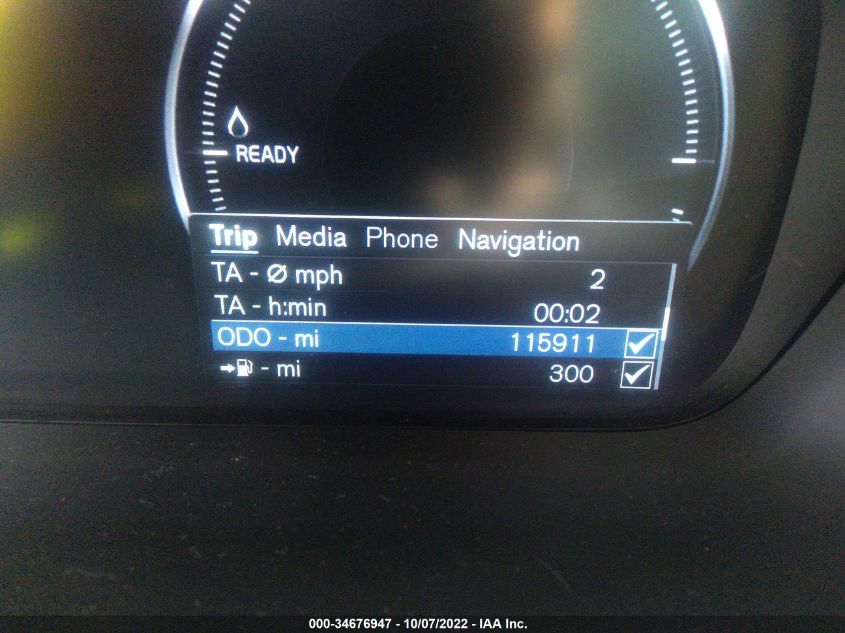 READY
Trip Media Phone Navigation
TA - Ø mph 2
TA - h:min 00:02
ODO - mi 115911
- mi 300
000-34676947 - 10/07/2022 - IAA Inc.